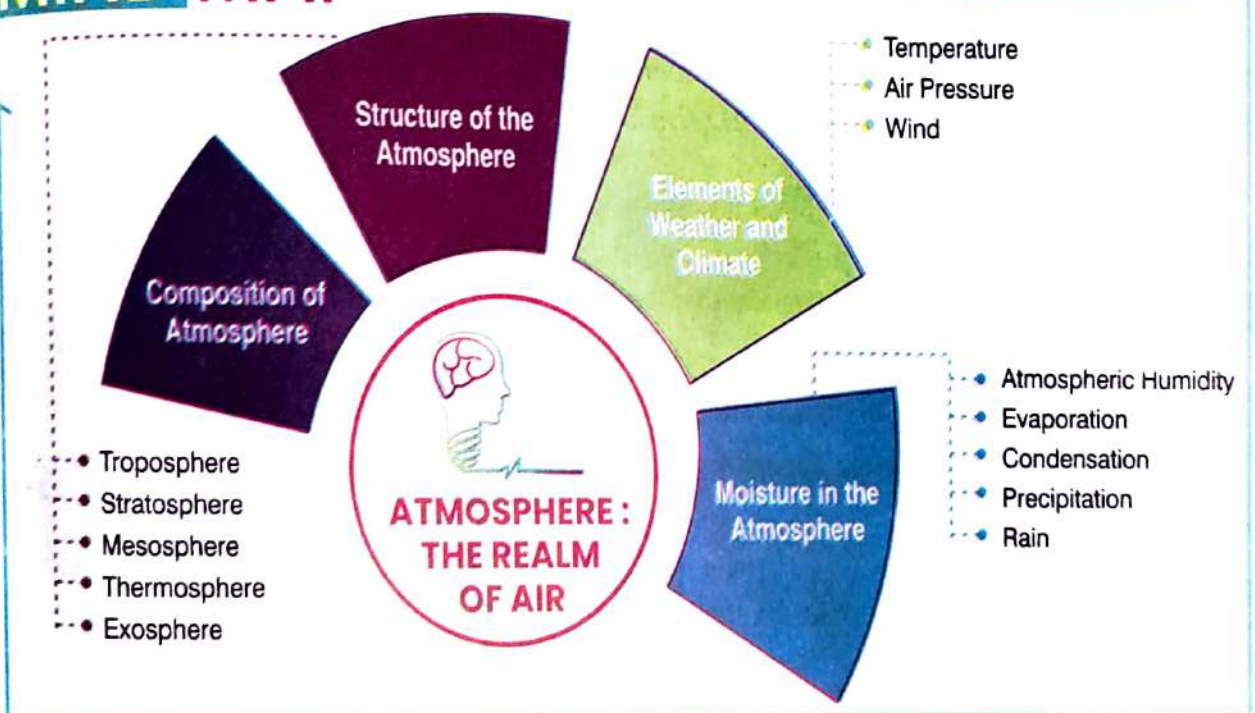 Structure of the
Atmosphere
Elements of
Weather and
Climate
Temperature
Air Pressure
Wind
Composition of
Atmosphere
Moisture in the
Atmosphere
Atmospheric Humidity
Evaporation
Condensation
Precipitation
Rain
Troposphere
Stratosphere
Mesosphere
Thermosphere
Exosphere
ATMOSPHERE :
THE REALM
OF AIR